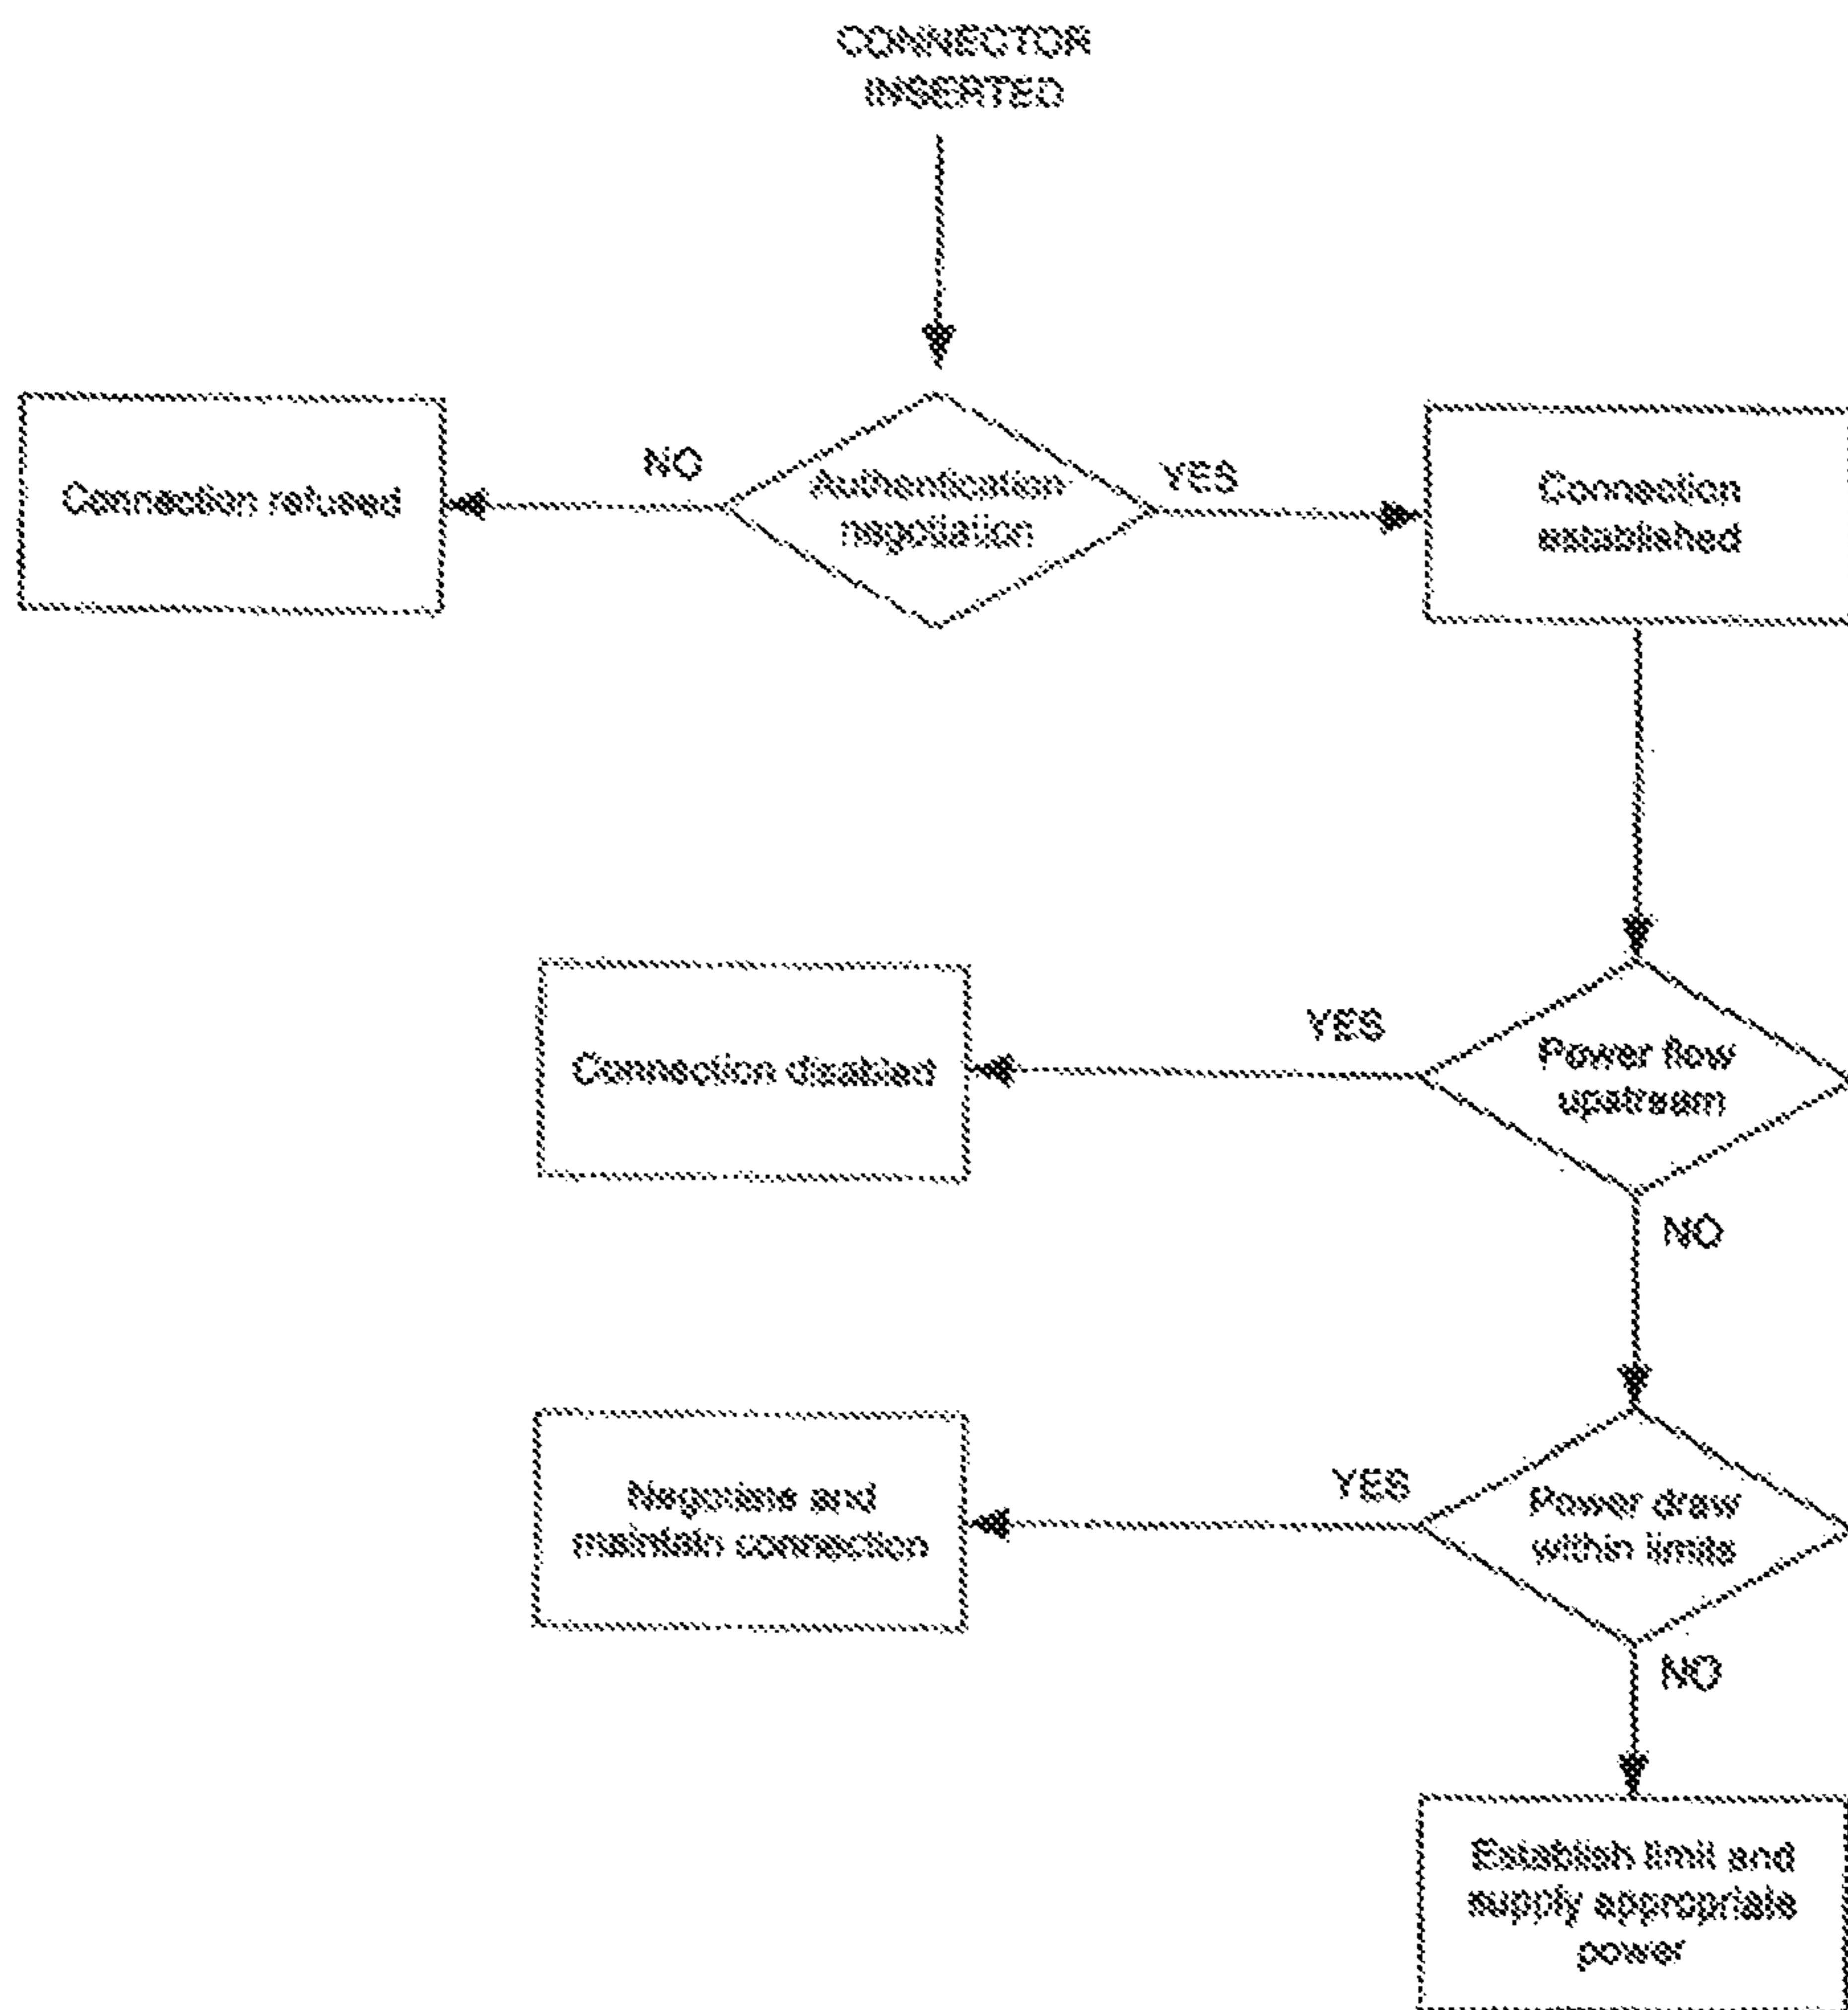 CONNECTOR
INSERTED
NO
Authentication
negotiation
YES
Connection refused
Connection
established
YES
Power flow
upstream
Connection disabled
NO
YES
Power draw
within limits
Negotiate and
maintain connection
NO
Establish limit and
supply appropriate
power